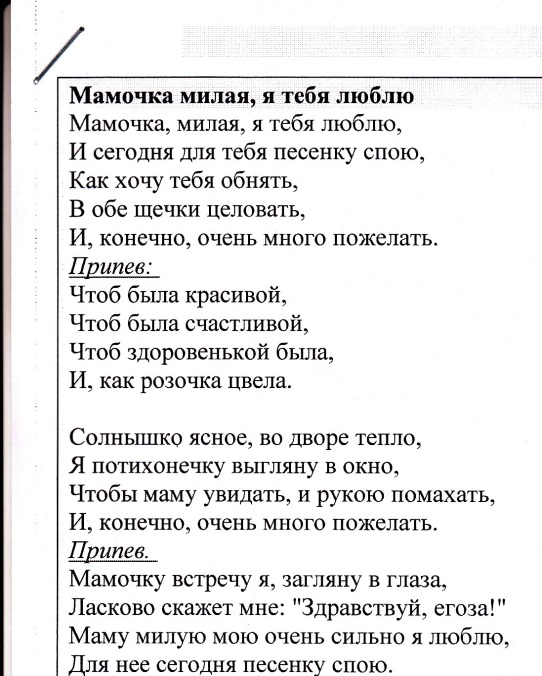 Мамочка милая, я тебя люблю
Мамочка, милая, я тебя люблю,
И сегодня для тебя песенку спою,
Как хочу тебя обнять,
В обе щечки целовать,
И, конечно, очень много пожелать.
Припев:
Чтоб была красивой,
Чтоб была счастливой,
Чтоб здоровенькой была,
И, как розочка цвела.
Солнышко ясное, во дворе тепло,
Я потихонечку выгляну в окно,
Чтобы маму увидать, и рукою помахать,
И, конечно, очень много пожелать.
Припев.
Мамочку встречу я, загляну в глаза,
Ласково скажет мне: "Здравствуй, егоза!"
Маму милую мою очень сильно я люблю,
Для нее сегодня песенку спою.